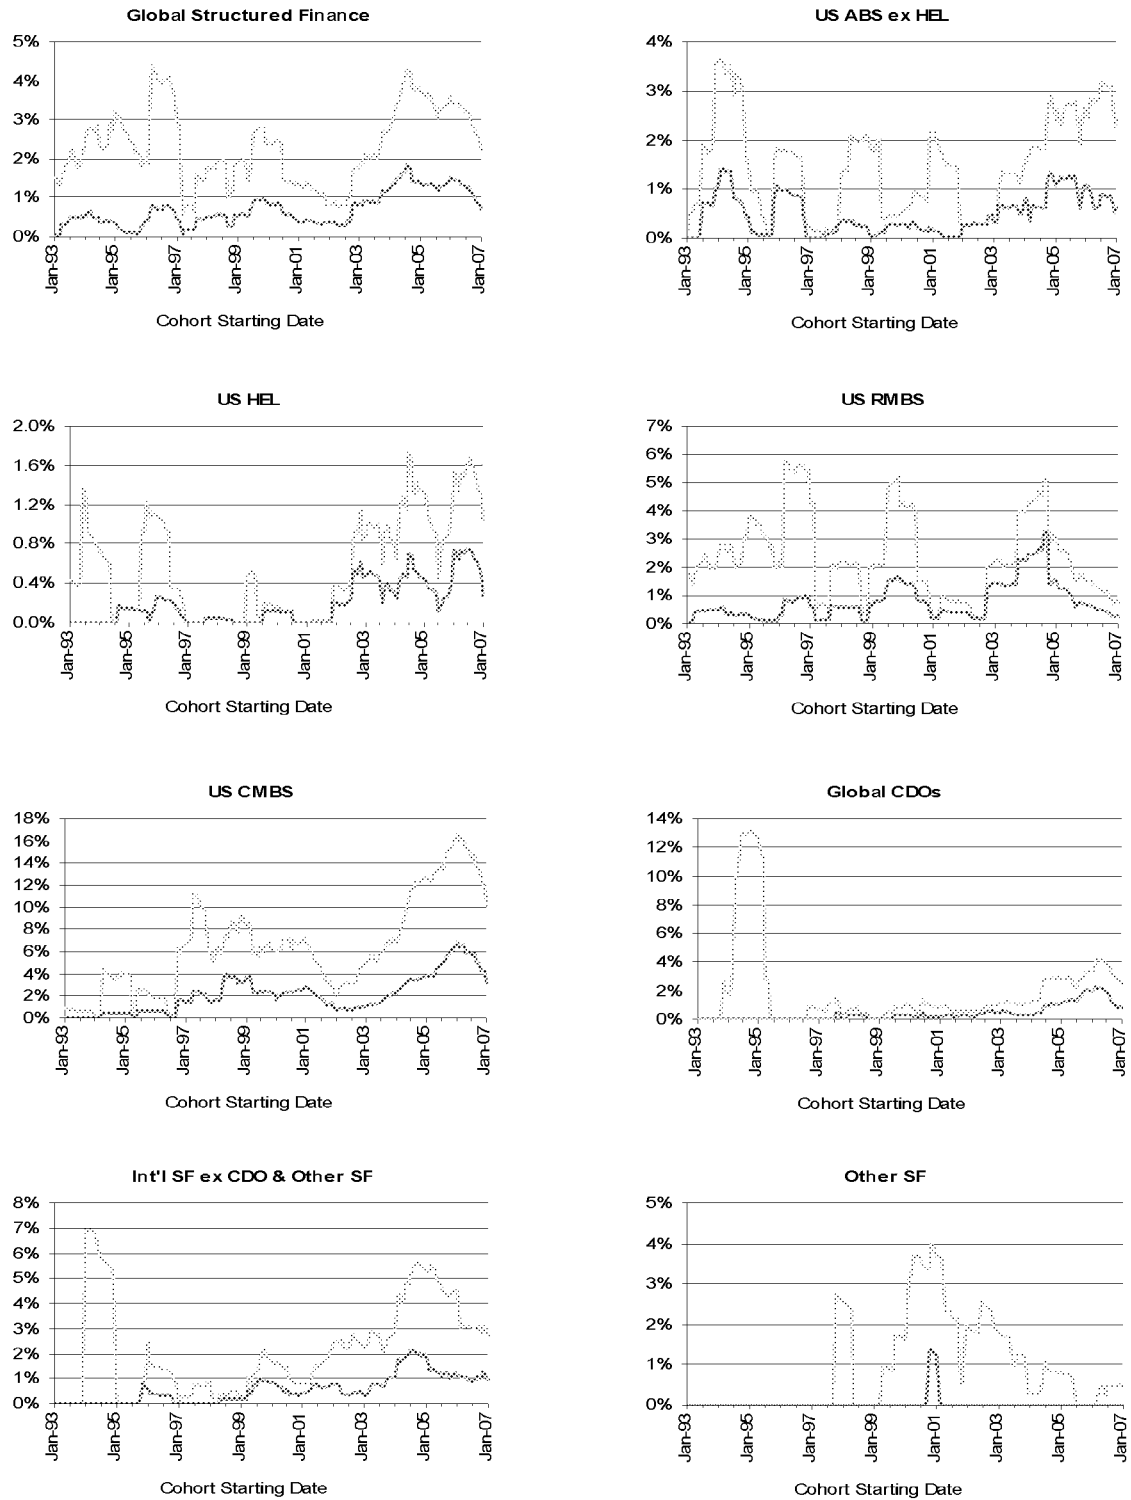 Global Structured Finance
5%
4%
3%
2%
1%
0%
Jan-93
Jan-95
Jan-97
Jan-99
Jan-01
Jan-03
Jan-05
Jan-07
Cohort Starting Date
US ABS ex HEL
4%
3%
2%
1%
0%
Jan-93
Jan-95
Jan-97
Jan-99
Jan-01
Jan-03
Jan-05
Jan-07
Cohort Starting Date
US HEL
2.0%
1.6%
1.2%
0.8%
0.4%
0.0%
Jan-93
Jan-95
Jan-97
Jan-99
Jan-01
Jan-03
Jan-05
Jan-07
Cohort Starting Date
US RMBS
7%
6%
5%
4%
3%
2%
1%
0%
Jan-93
Jan-95
Jan-97
Jan-99
Jan-01
Jan-03
Jan-05
Jan-07
Cohort Starting Date
US CMBS
18%
16%
14%
12%
10%
8%
6%
4%
2%
0%
Jan-93
Jan-95
Jan-97
Jan-99
Jan-01
Jan-03
Jan-05
Jan-07
Cohort Starting Date
Global CDOs
14%
12%
10%
8%
6%
4%
2%
0%
Jan-93
Jan-95
Jan-97
Jan-99
Jan-01
Jan-03
Jan-05
Jan-07
Cohort Starting Date
Int'l SF ex CDO & Other SF
8%
7%
6%
5%
4%
3%
2%
1%
0%
Jan-93
Jan-95
Jan-97
Jan-99
Jan-01
Jan-03
Jan-05
Jan-07
Cohort Starting Date
Other SF
5%
4%
3%
2%
1%
0%
Jan-93
Jan-95
Jan-97
Jan-99
Jan-01
Jan-03
Jan-05
Jan-07
Cohort Starting Date